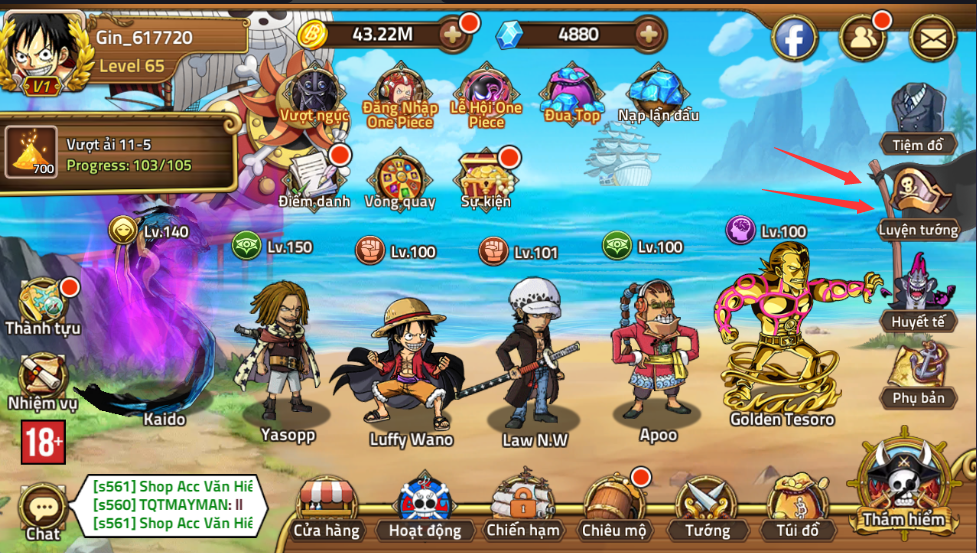 Gin_617720
Level 65
V1
43.22M
4880
Vượt ngục
Đăng Nhập One Piece
Lễ Hội One Piece
Đua Top
Nạp lần đầu
Vượt ải 11-5
Progress: 103/105
700
Điểm danh
Vòng quay
Sự kiện
Tiệm đồ
Luyện tướng
Huyết tế
Phụ bản
Lv.140
Lv.150
Lv.100
Lv.101
Lv.100
Lv.100
Thành tựu
Nhiệm vụ
Kaido
Yasopp
Luffy Wano
Law N.W
Apoo
Golden Tesoro
18+
Chat
[s561] Shop Acc Văn Hiế
[s560] TQTMAYMAN: ll
[s561] Shop Acc Văn Hiế
Cửa hàng
Hoạt động
Chiến hạm
Chiêu mộ
Tướng
Túi đồ
Thám hiểm